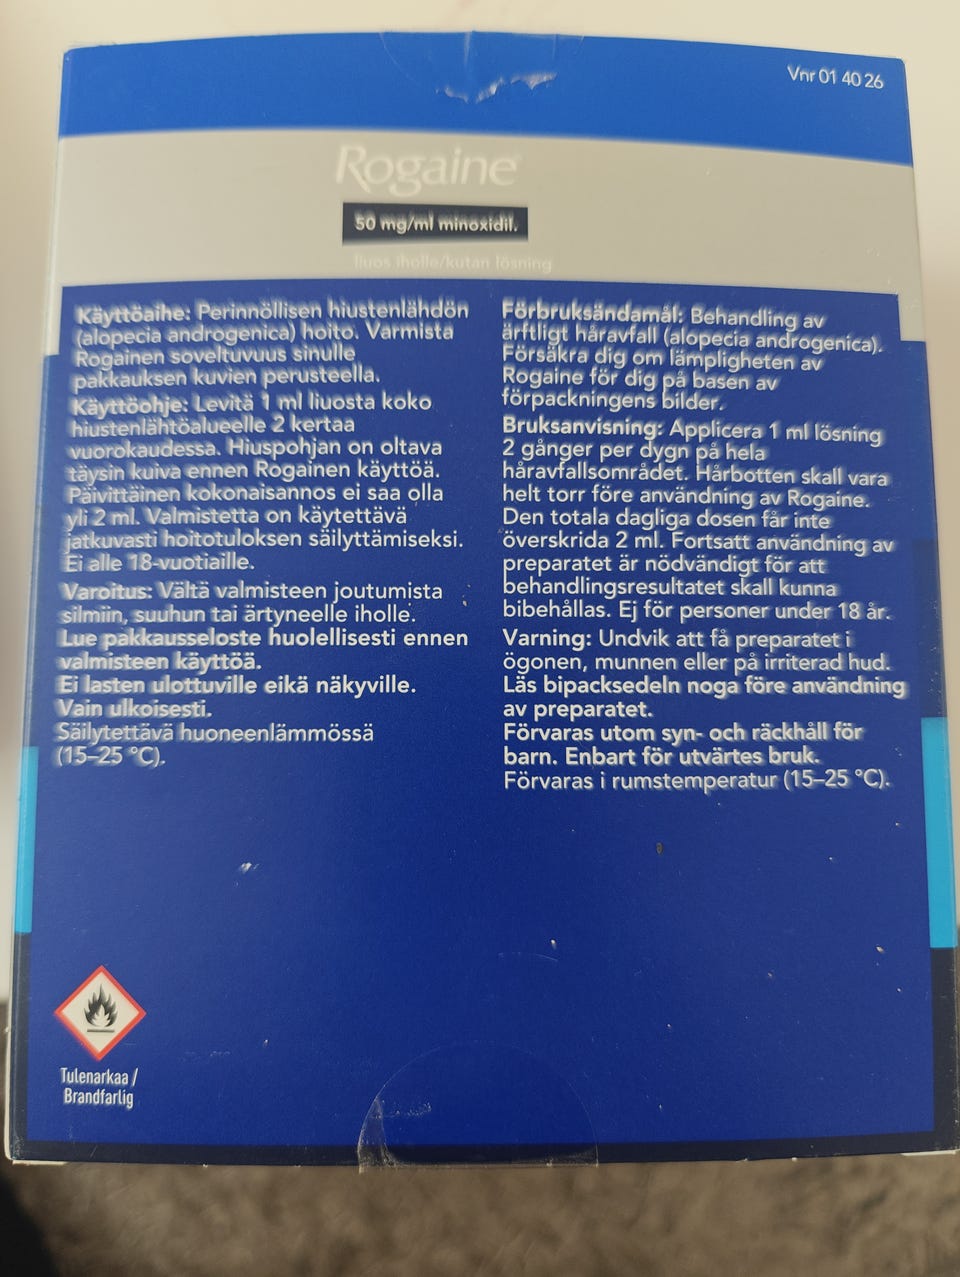 Vnr 01 40 26
Rogaine
50 mg/ml minoxidil.
liuos iholle/kutan lösning
Käyttöaihe: Perinnöllisen hiustenlähdön
(alopecia androgenica) hoito. Varmista
Rogainen soveltuvuus sinulle
pakkauksen kuvien perusteella.
Käyttöohje: Levitä 1 ml liuosta koko
hiustenlähtöalueelle 2 kertaa
vuorokaudessa. Hiuspohjan on oltava
täysin kuiva ennen Rogainen käyttöä.
Päivittäinen kokonaisannos ei saa olla
yli 2 ml. Valmistetta on käytettävä
jatkuvasti hoitotuloksen säilyttämiseksi.
Ei alle 18-vuotiaille.
Varoitus: Vältä valmisteen joutumista
silmiin, suuhun tai ärtyneelle iholle.
Lue pakkausseloste huolellisesti ennen
valmisteen käyttöä.
Ei lasten ulottuville eikä näkyville.
Vain ulkoisesti.
Säilytettävä huoneenlämmössä
(15–25 °C).
Förbruksändamål: Behandling av
ärftligt håravfall (alopecia androgenica).
Försäkra dig om lämpligheten av
Rogaine för dig på basen av
förpackningens bilder.
Bruksanvisning: Applicera 1 ml lösning
2 gånger per dygn på hela
håravfallsområdet. Hårbotten skall vara
helt torr före användning av Rogaine.
Den totala dagliga dosen får inte
överskrida 2 ml. Fortsatt användning av
preparatet är nödvändigt för att
behandlingsresultatet skall kunna
bibehållas. Ej för personer under 18 år.
Varning: Undvik att få preparatet i
ögonen, munnen eller på irriterad hud.
Läs bipacksedeln noga före användning
av preparatet.
Förvaras utom syn- och räckhåll för
barn. Enbart för utvärtes bruk.
Förvaras i rumstemperatur (15–25 °C).
Tulenarkaa /
Brandfarlig